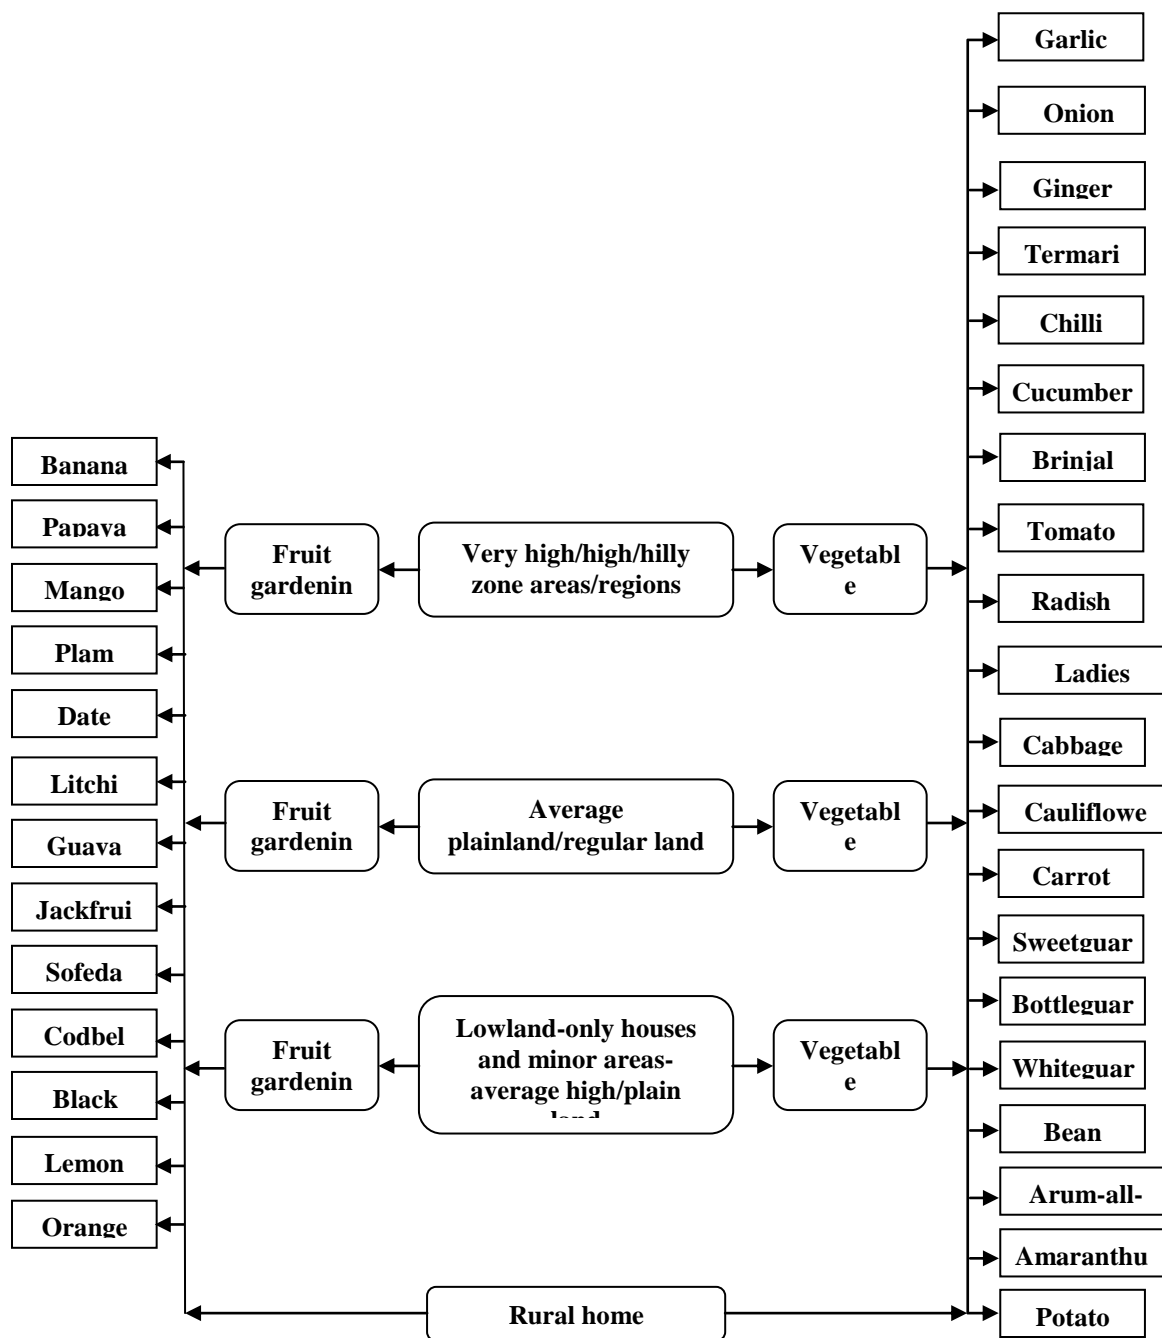 Garlic
Onion
Ginger
Termari
Chilli
Cucumber
Brinjal
Tomato
Radish
Ladies
Cabbage
Cauliflowe
Carrot
Sweetguar
Bottleguar
Whiteguar
Bean
Arum-all-
Amaranthu
Potato
Banana
Papaya
Mango
Plam
Date
Litchi
Guava
Jackfrui
Sofeda
Codbel
Black
Lemon
Orange
Fruit
gardenin
Very high/high/hilly
zone areas/regions
Vegetabl
e
Fruit
gardenin
Average
plainland/regular land
Vegetabl
e
Fruit
gardenin
Lowland-only houses
and minor areas-
average high/plain
land
Vegetabl
e
Rural home